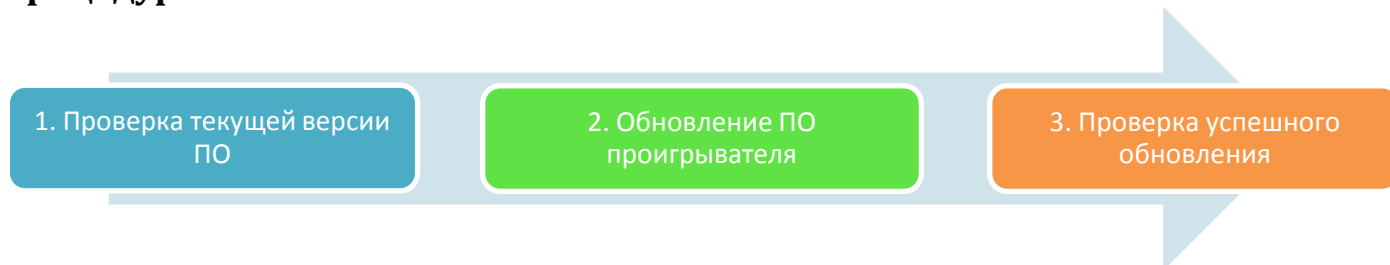 1. Проверка текущей версии
ПО
2. Обновление ПО
проигрывателя
3. Проверка успешного
обновления